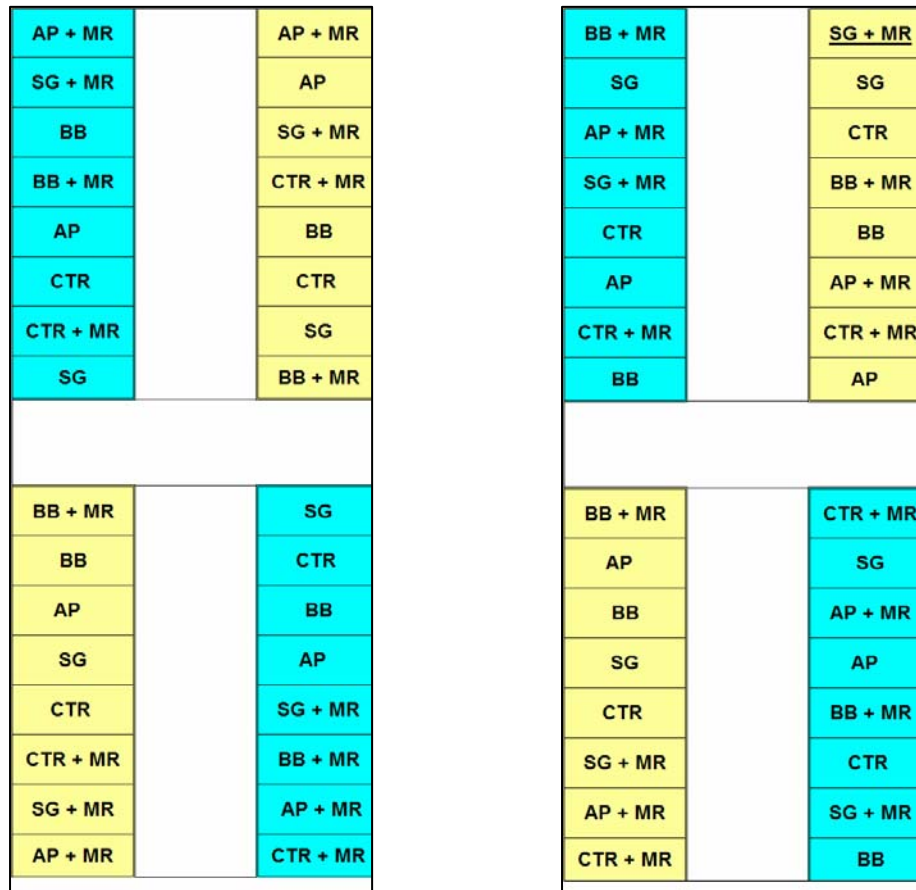 AP + MR
SG + MR
BB
BB + MR
AP
CTR
CTR + MR
SG
AP + MR
AP
SG + MR
CTR + MR
BB
CTR
SG
BB + MR
BB + MR
BB
AP
SG
CTR
CTR + MR
SG + MR
AP + MR
SG
CTR
BB
AP
SG + MR
BB + MR
AP + MR
CTR + MR
BB + MR
SG
AP + MR
SG + MR
CTR
AP
CTR + MR
BB
SG + MR
SG
CTR
BB + MR
BB
AP + MR
CTR + MR
AP
BB + MR
AP
BB
SG
CTR
SG + MR
AP + MR
CTR + MR
CTR + MR
SG
AP + MR
AP
BB + MR
CTR
SG + MR
BB